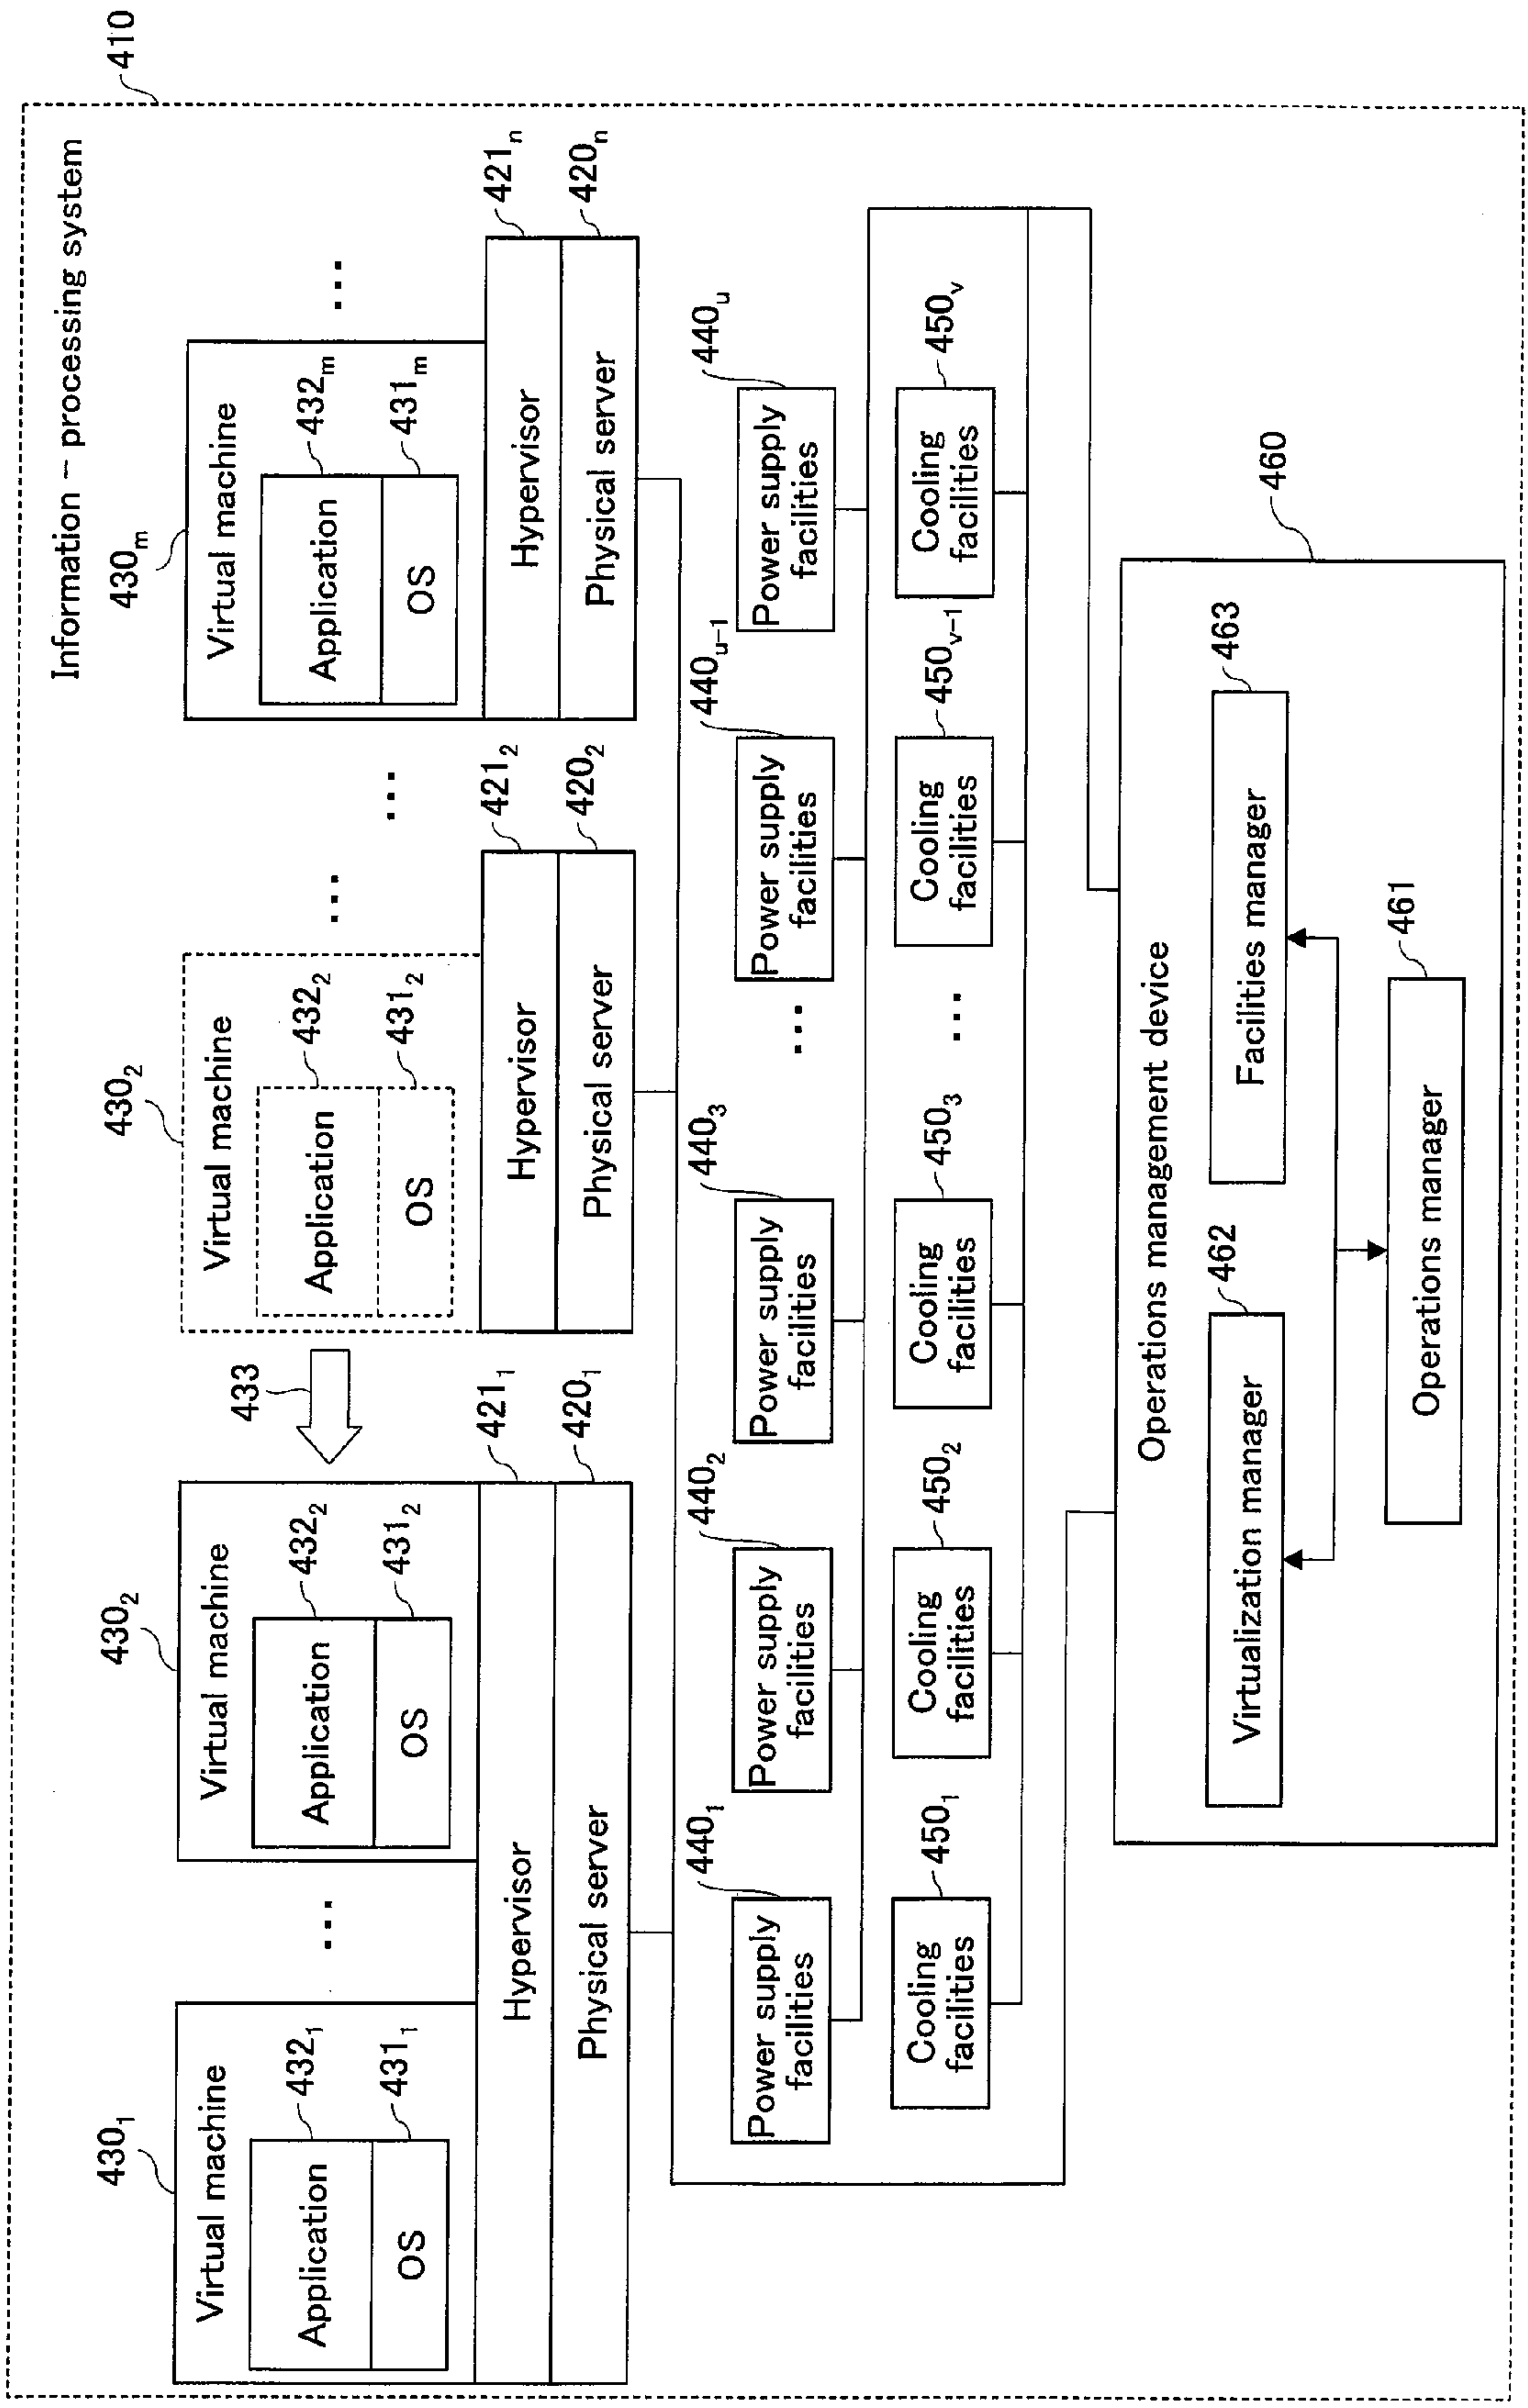 410
Information – processing system
430₁
Virtual machine
432₁
Application
431₁
OS
...
430₂
Virtual machine
432₂
Application
431₂
OS
433
430₂
Virtual machine
432₂
Application
431₂
OS
...
...
430ₘ
Virtual machine
432ₘ
Application
431ₘ
OS
...
421₁
Hypervisor
420₁
Physical server
421₂
Hypervisor
420₂
Physical server
421ₙ
Hypervisor
420ₙ
Physical server
440₁
Power supply
facilities
440₂
Power supply
facilities
440₃
Power supply
facilities
...
440ᵤ₋₁
Power supply
facilities
440ᵤ
Power supply
facilities
450₁
Cooling
facilities
450₂
Cooling
facilities
450₃
Cooling
facilities
...
450ᵥ₋₁
Cooling
facilities
450ᵥ
Cooling
facilities
460
Operations management device
462
Virtualization manager
463
Facilities manager
461
Operations manager